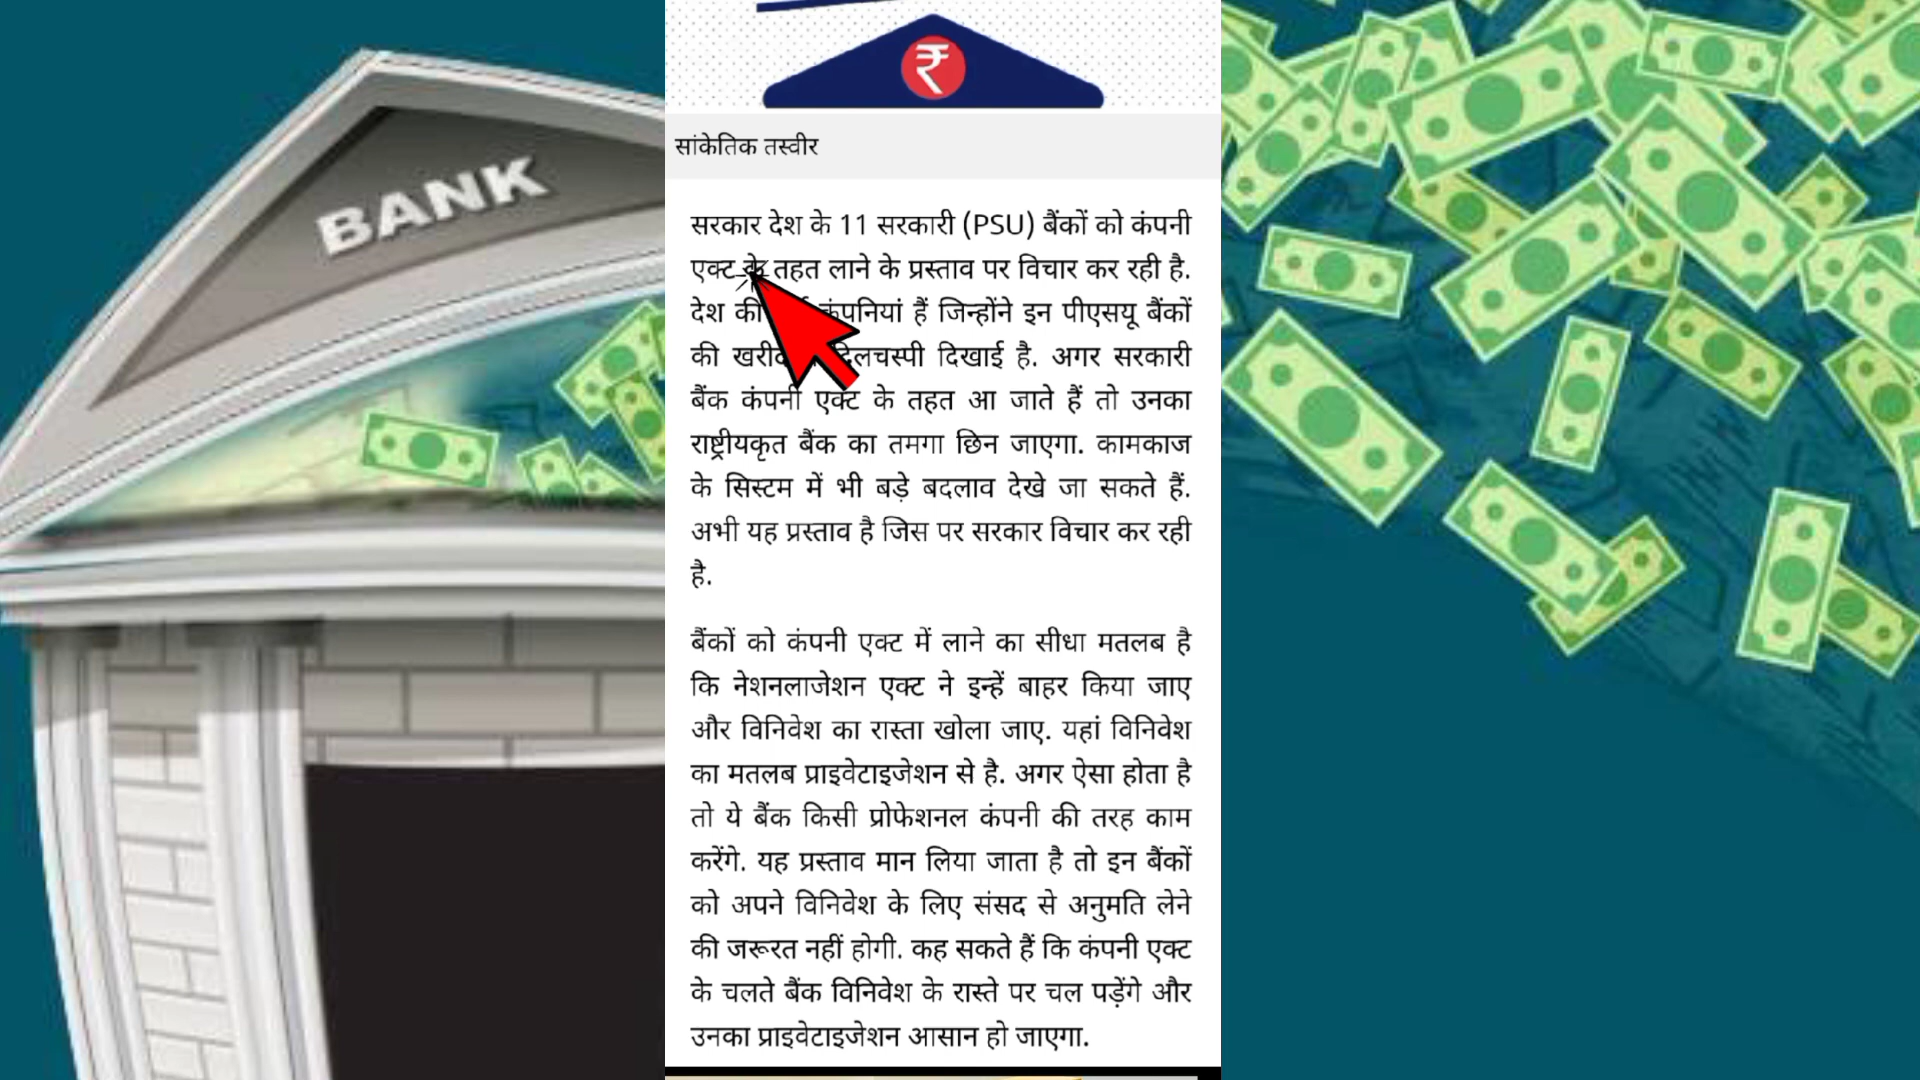 BANK
₹
सांकेतिक तस्वीर
सरकार देश के 11 सरकारी (PSU) बैंकों को कंपनी
एक्ट के तहत लाने के प्रस्ताव पर विचार कर रही है.
देश की कंपनियां हैं जिन्होंने इन पीएसयू बैंकों
की दिलचस्पी दिखाई है. अगर सरकारी
बैंक कंपनी एक्ट के तहत आ जाते हैं तो उनका
राष्ट्रीयकृत बैंक का तमगा छिन जाएगा. कामकाज
के सिस्टम में भी बड़े बदलाव देखे जा सकते हैं.
अभी यह प्रस्ताव है जिस पर सरकार विचार कर रही
है.
बैंकों को कंपनी एक्ट में लाने का सीधा मतलब है
कि नेशनलाजेशन एक्ट ने इन्हें बाहर किया जाए
और विनिवेश का रास्ता खोला जाए. यहां विनिवेश
का मतलब प्राइवेटाइजेशन से है. अगर ऐसा होता है
तो ये बैंक किसी प्रोफेशनल कंपनी की तरह काम
करेंगे. यह प्रस्ताव मान लिया जाता है तो इन बैंकों
को अपने विनिवेश के लिए संसद से अनुमति लेने
की जरूरत नहीं होगी. कह सकते हैं कि कंपनी एक्ट
के चलते बैंक विनिवेश के रास्ते पर चल पड़ेंगे और
उनका प्राइवेटाइजेशन आसान हो जाएगा.